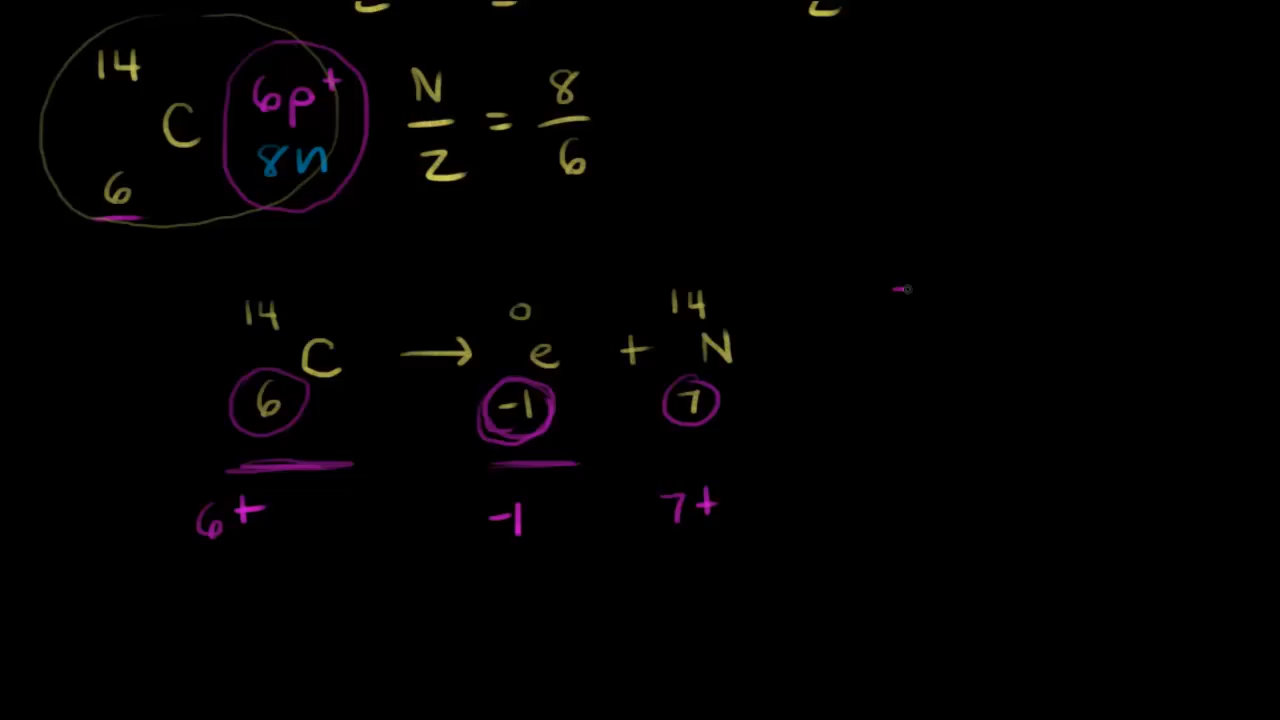 14
C 6p+ N = 8
8n Z 6
6
14 0 14
C → e + N
6 -1 7
6+ -1 7+